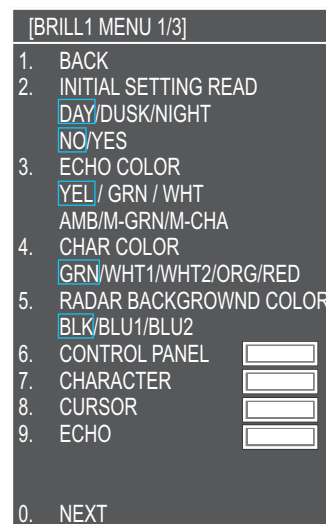 [BRILL1 MENU 1/3]
1. BACK
2. INITIAL SETTING READ
DAY/DUSK/NIGHT
NO/YES
3. ECHO COLOR
YEL / GRN / WHT
AMB/M-GRN/M-CHA
4. CHAR COLOR
GRN/WHT1/WHT2/ORG/RED
5. RADAR BACKGROWND COLOR
BLK/BLU1/BLU2
6. CONTROL PANEL
7. CHARACTER
8. CURSOR
9. ECHO
0. NEXT